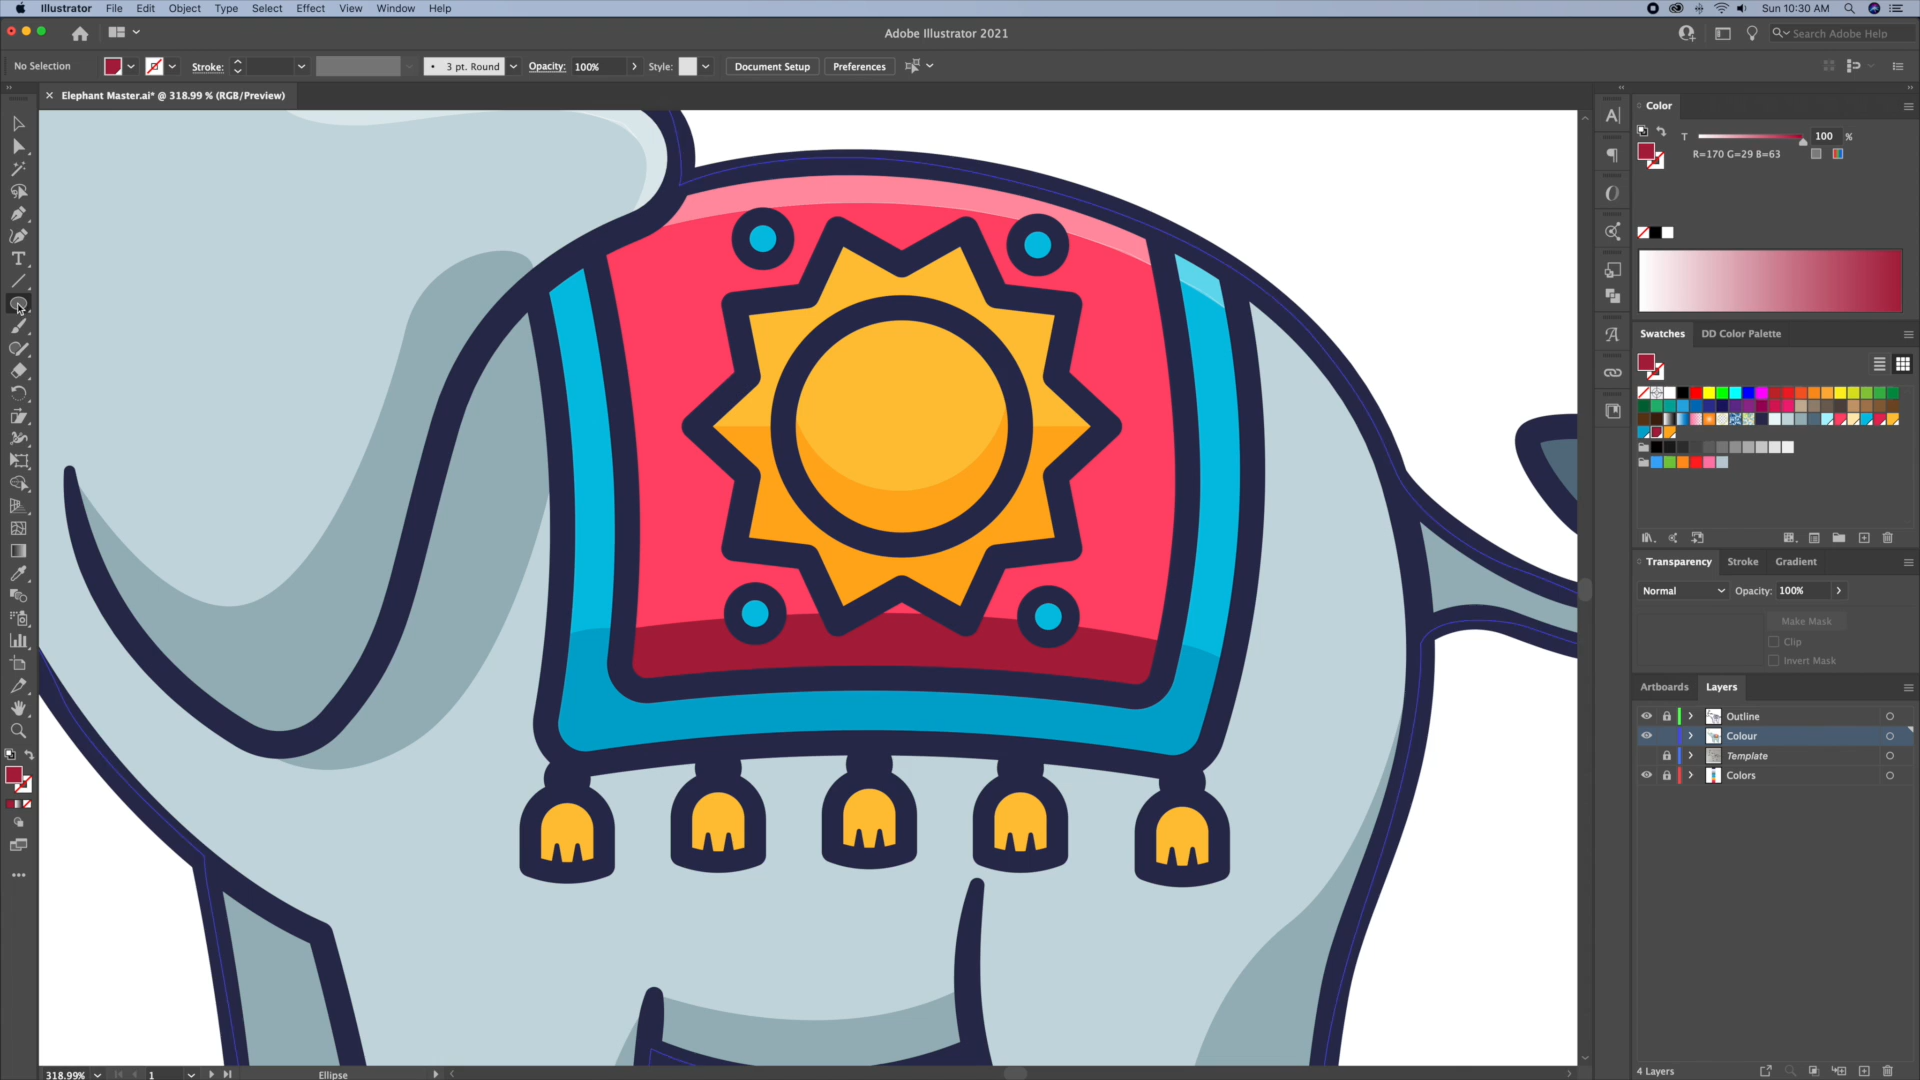 Illustrator File Edit Object Type Select Effect View Window Help
Sun 10:30 AM
Adobe Illustrator 2021
Search Adobe Help
No Selection
Stroke:
3 pt. Round
Opacity: 100%
Style:
Document Setup
Preferences
Elephant Master.ai* @ 318.99 % (RGB/Preview)
Color
T 100 %
R=170 G=29 B=63
Swatches DD Color Palette
Transparency Stroke Gradient
Normal Opacity: 100%
Make Mask
Clip
Invert Mask
Artboards Layers
Outline
Colour
Template
Colors
4 Layers
318.99% 1 Ellipse